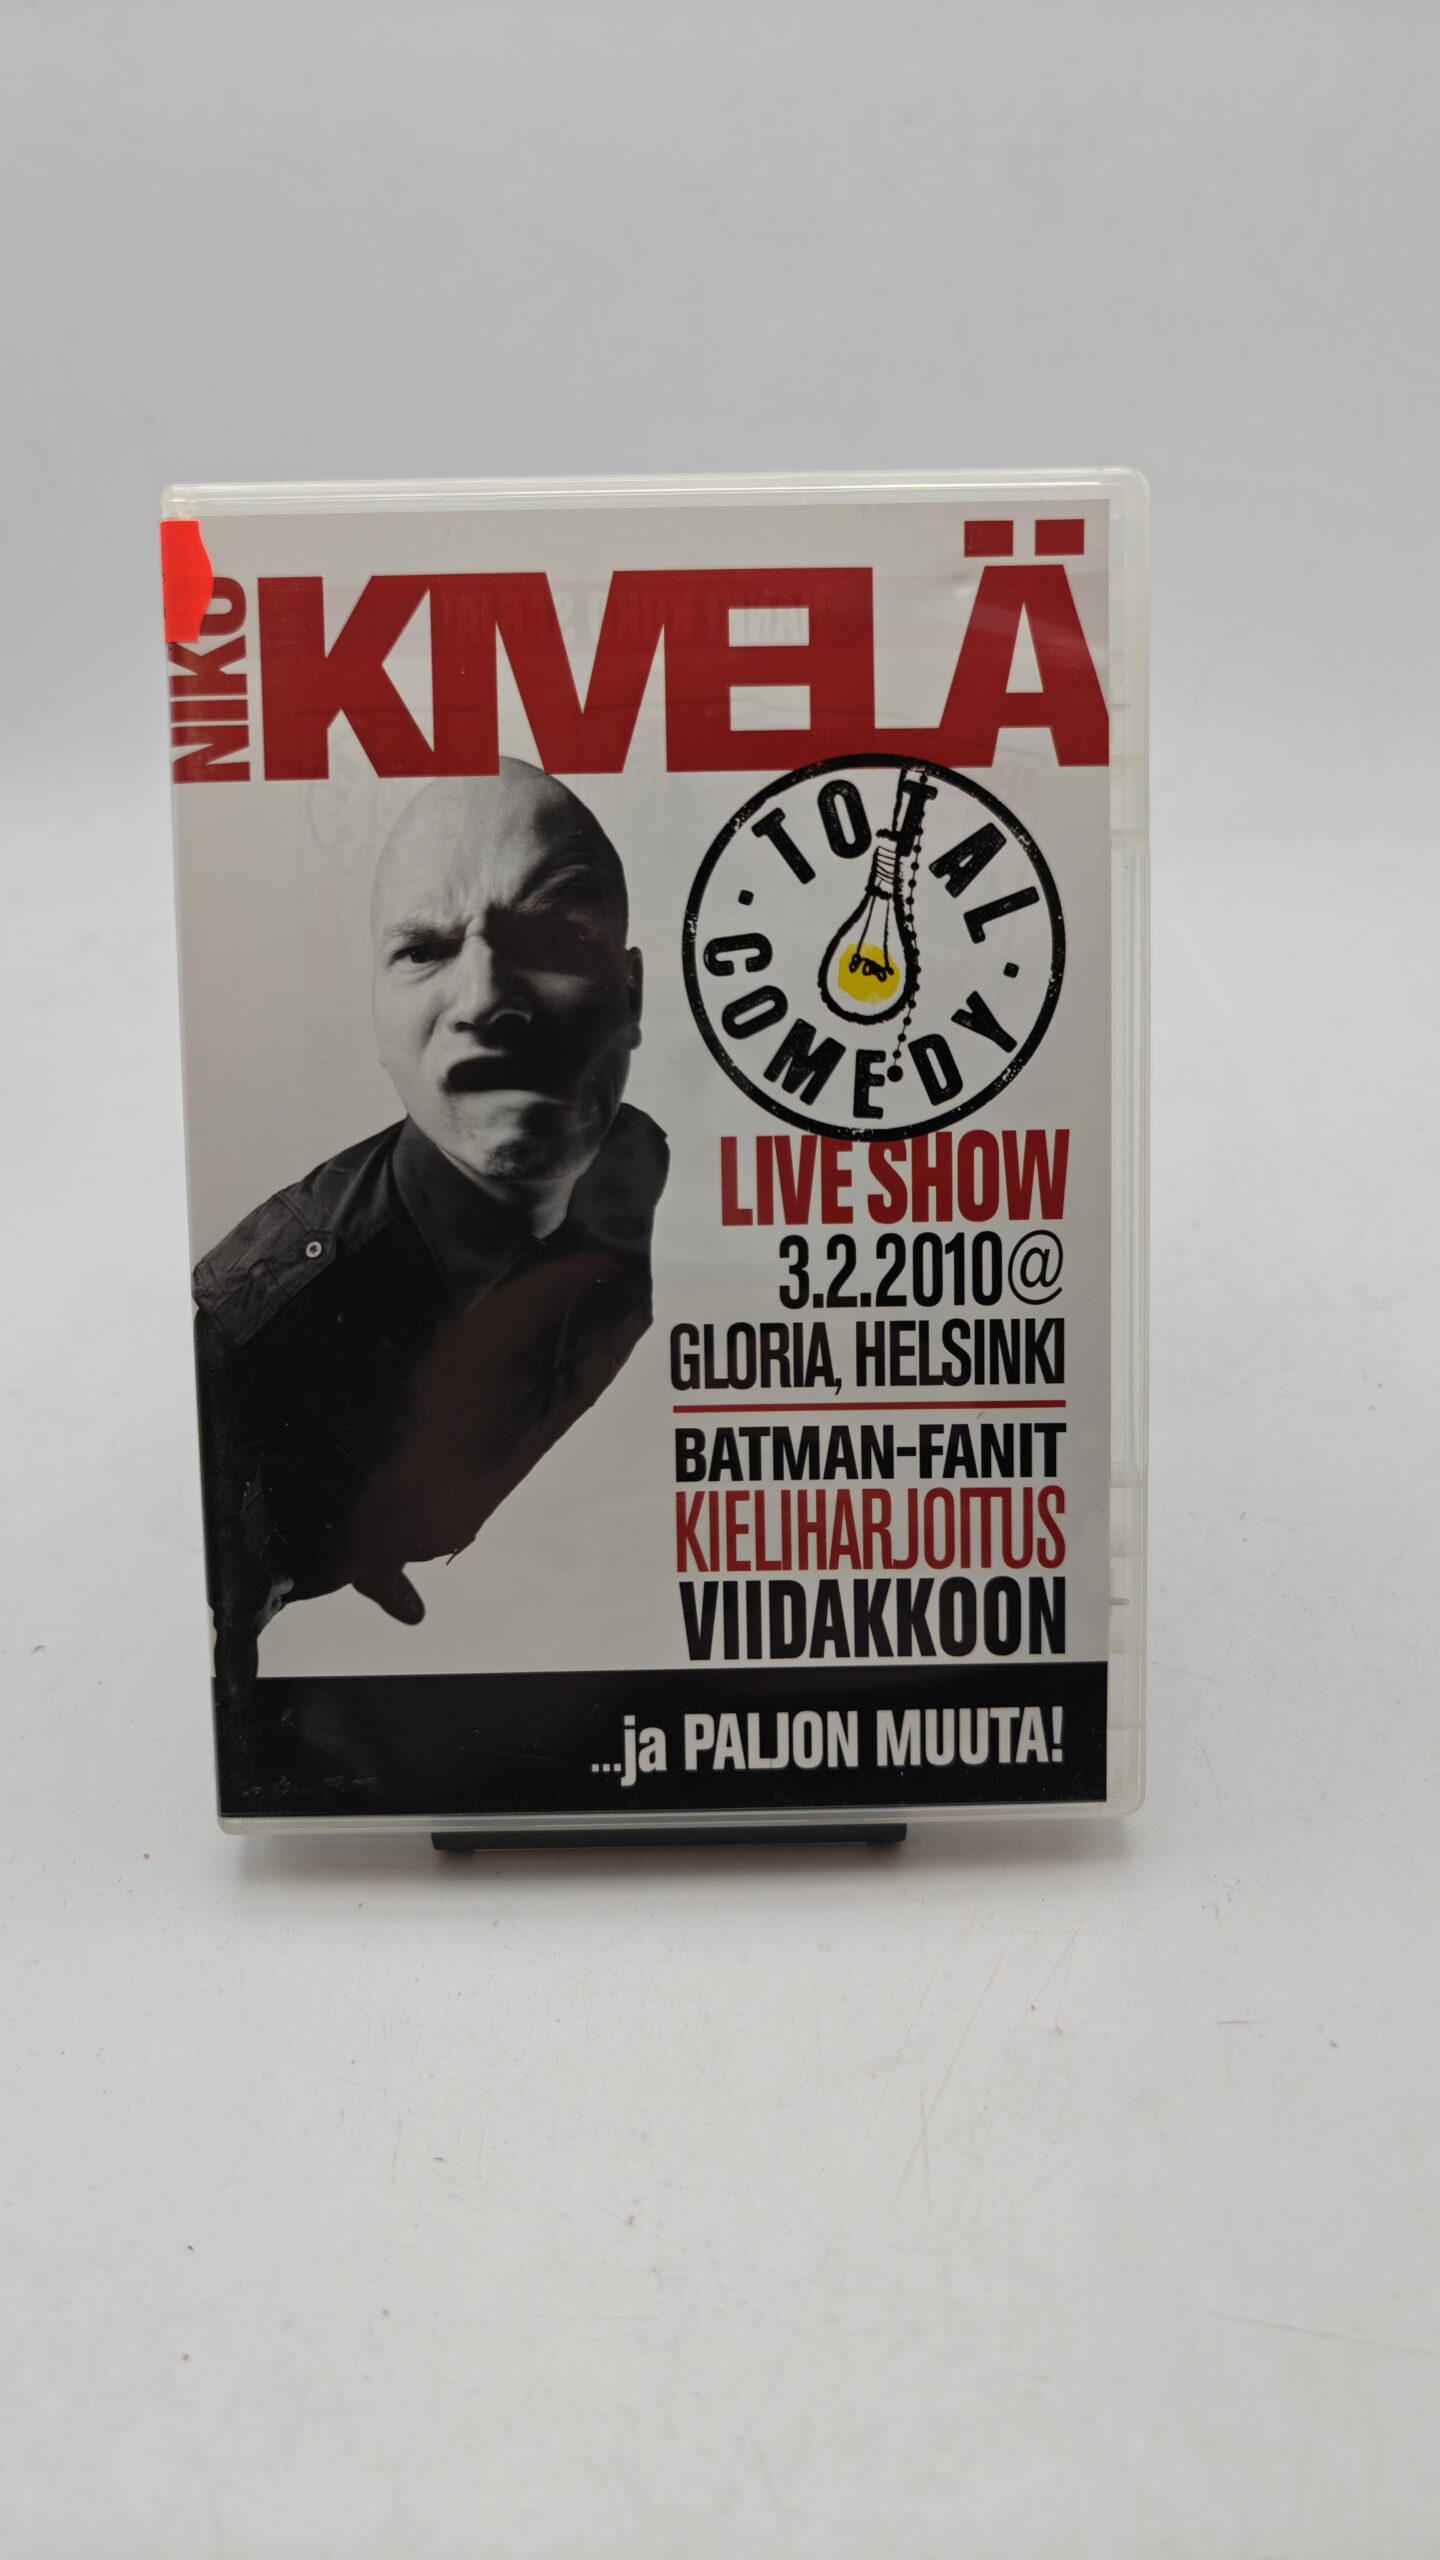 NIKO
KIVELÄ
TOTAL
COMEDY
LIVE SHOW
3.2.2010@
GLORIA, HELSINKI
BATMAN-FANIT
KIELIHARJOITUS
VIIDAKKOON
...ja PALJON MUUTA!